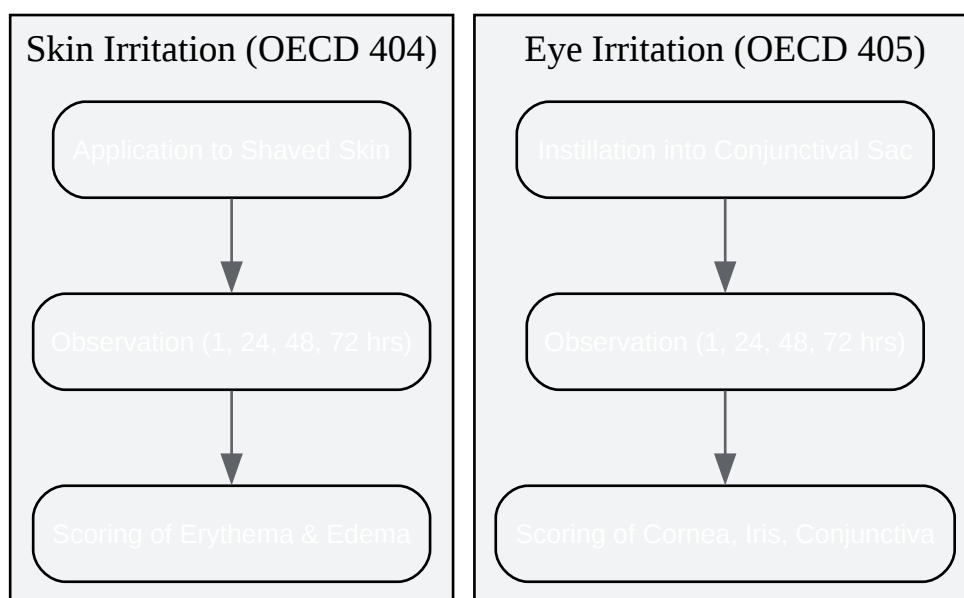 Skin Irritation (OECD 404)
Application to Shaved Skin
Observation (1, 24, 48, 72 hrs)
Scoring of Erythema & Edema
Eye Irritation (OECD 405)
Instillation into Conjunctival Sac
Observation (1, 24, 48, 72 hrs)
Scoring of Cornea, Iris, Conjunctiva